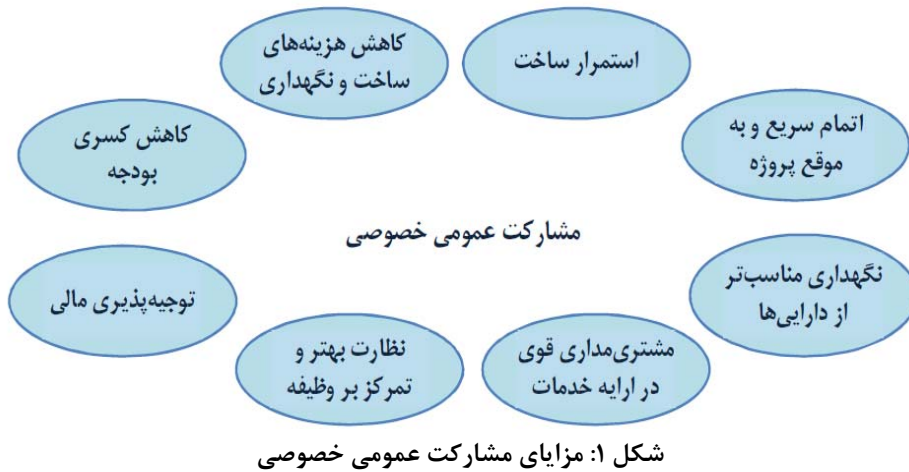 استمرار ساخت
کاهش هزینه‌های
ساخت و نگهداری
اتمام سریع و به
موقع پروژه
کاهش کسری
بودجه
مشارکت عمومی خصوصی
نگهداری مناسب‌تر
از دارایی‌ها
توجیه‌پذیری مالی
مشتری‌مداری قوی
در ارایه خدمات
نظارت بهتر و
تمرکز بر وظیفه
شکل ۱: مزایای مشارکت عمومی خصوصی